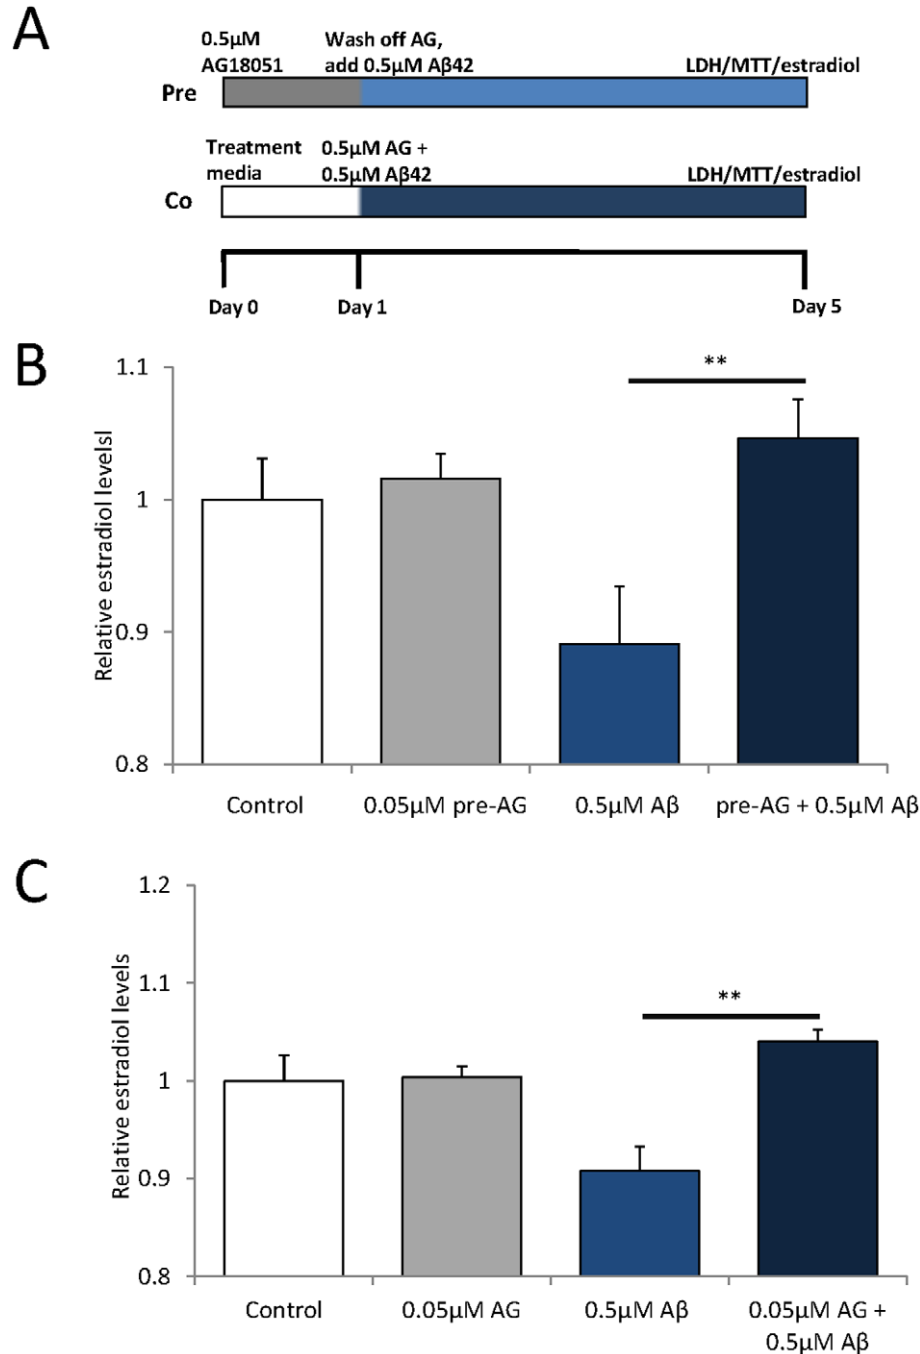 A
0.5µM
AG18051
Wash off AG,
add 0.5µM Aβ42
LDH/MTT/estradiol
Pre
Treatment
media
0.5µM AG +
0.5µM Aβ42
LDH/MTT/estradiol
Co
Day 0
Day 1
Day 5
B
Relative estradiol levelsl
1.1
1
0.9
0.8
**
Control
0.05µM pre-AG
0.5µM Aβ
pre-AG + 0.5µM Aβ
C
Relative estradiol levels
1.2
1.1
1
0.9
0.8
**
Control
0.05µM AG
0.5µM Aβ
0.05µM AG +
0.5µM Aβ